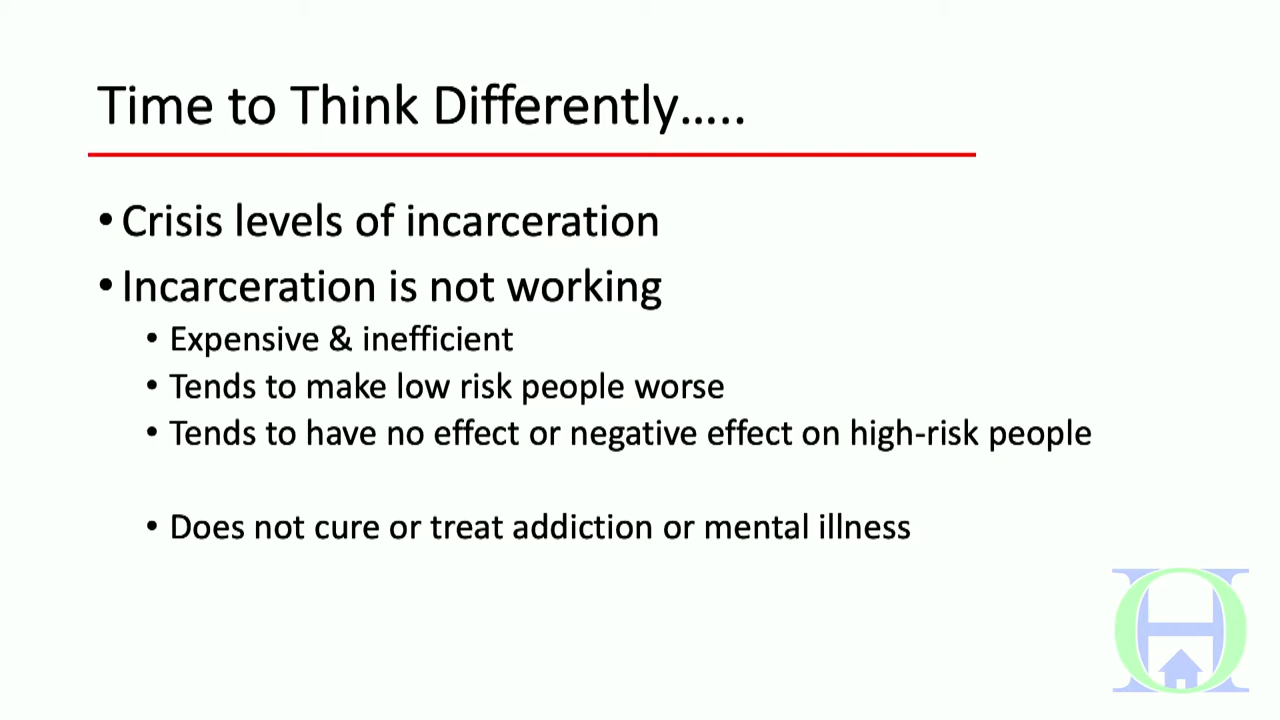 Time to Think Differently…..
• Crisis levels of incarceration
• Incarceration is not working
• Expensive & inefficient
• Tends to make low risk people worse
• Tends to have no effect or negative effect on high-risk people
• Does not cure or treat addiction or mental illness
HO